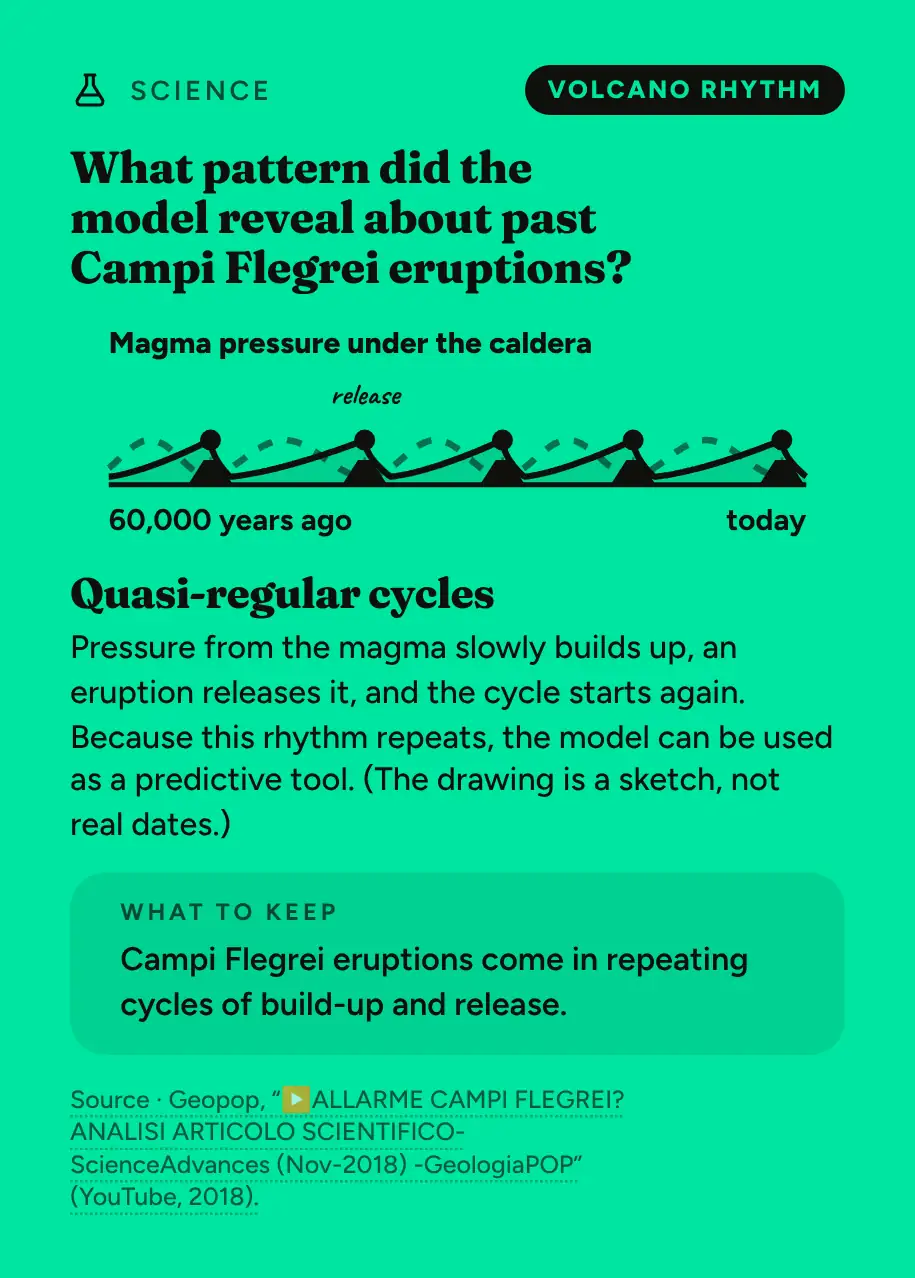 SCIENCE
VOLCANO RHYTHM
What pattern did the
model reveal about past
Campi Flegrei eruptions?
Magma pressure under the caldera
release
60,000 years ago
today
Quasi-regular cycles
Pressure from the magma slowly builds up, an
eruption releases it, and the cycle starts again.
Because this rhythm repeats, the model can be used
as a predictive tool. (The drawing is a sketch, not
real dates.)
WHAT TO KEEP
Campi Flegrei eruptions come in repeating
cycles of build-up and release.
Source · Geopop, “▶️ALLARME CAMPI FLEGREI?
ANALISI ARTICOLO SCIENTIFICO-
ScienceAdvances (Nov-2018) -GeologiaPOP”
(YouTube, 2018).